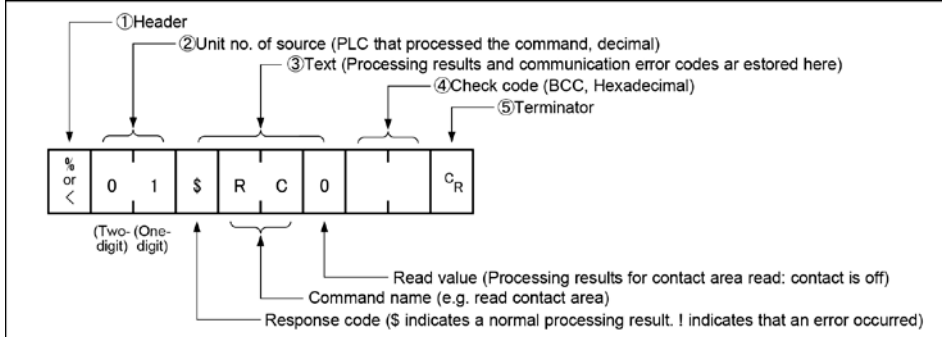 ①Header
②Unit no. of source (PLC that processed the command, decimal)
③Text (Processing results and communication error codes ar estored here)
④Check code (BCC, Hexadecimal)
⑤Terminator
% or < 0 1 $ R C 0 CR
(Two-digit) (One-digit)
Read value (Processing results for contact area read: contact is off)
Command name (e.g. read contact area)
Response code ($ indicates a normal processing result. ! indicates that an error occurred)